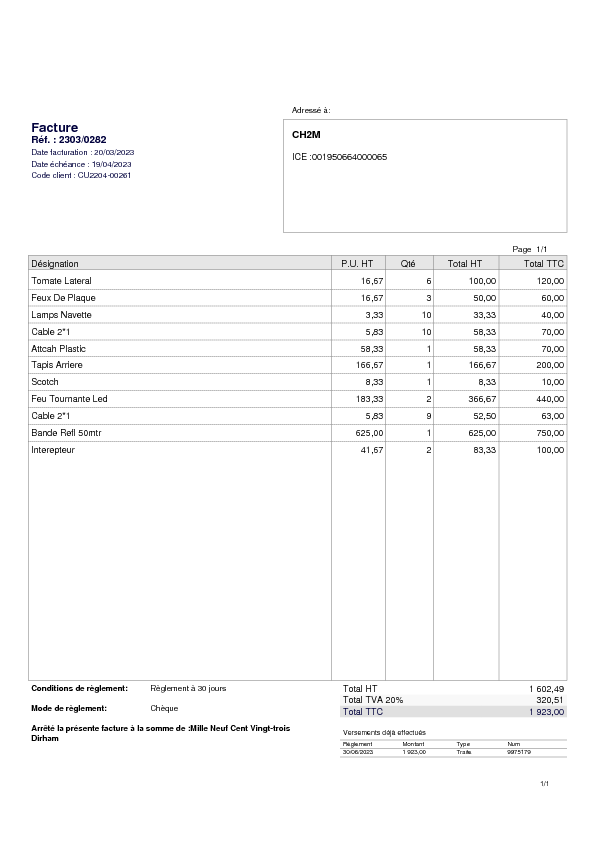 Adressé à:
Facture
Réf. : 2303/0282
Date facturation : 20/03/2023
Date échéance : 19/04/2023
Code client : CU2204-00261
CH2M
ICE :001950664000065
Page 1/1
Désignation P.U. HT Qté Total HT Total TTC
Tomate Lateral 16,67 6 100,00 120,00
Feux De Plaque 16,67 3 50,00 60,00
Lamps Navette 3,33 10 33,33 40,00
Cable 2*1 5,83 10 58,33 70,00
Attcah Plastic 58,33 1 58,33 70,00
Tapis Arriere 166,67 1 166,67 200,00
Scotch 8,33 1 8,33 10,00
Feu Tournante Led 183,33 2 366,67 440,00
Cable 2*1 5,83 9 52,50 63,00
Bande Refl 50mtr 625,00 1 625,00 750,00
Interepteur 41,67 2 83,33 100,00
Conditions de règlement: Règlement à 30 jours
Mode de règlement: Chèque
Arrêté la présente facture à la somme de :Mille Neuf Cent Vingt-trois
Dirham
Total HT 1 602,49
Total TVA 20% 320,51
Total TTC 1 923,00
Versements déjà effectués
Règlement Montant Type Num
30/06/2023 1 923,00 Traite 9975179
1/1